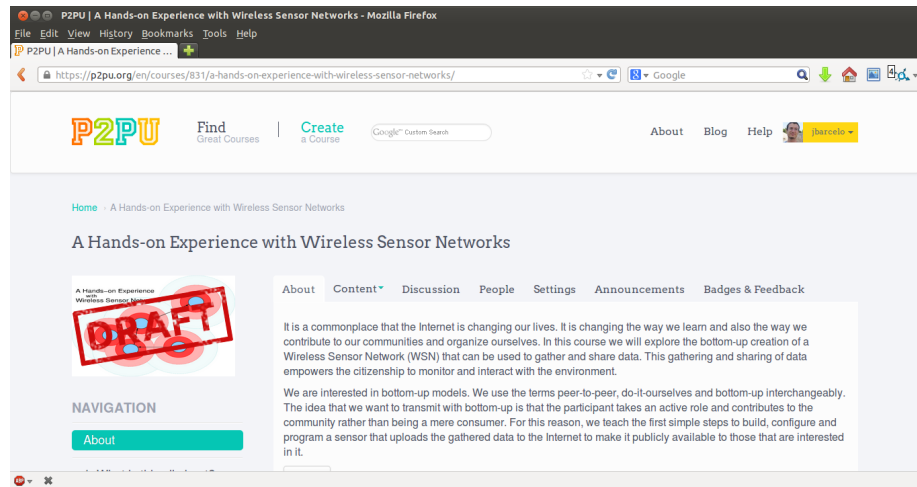 P2PU | A Hands-on Experience with Wireless Sensor Networks - Mozilla Firefox
File Edit View History Bookmarks Tools Help
P2PU | A Hands-on Experience ...
https://p2pu.org/en/courses/831/a-hands-on-experience-with-wireless-sensor-networks/
Google
4
P2PU
Find
Great Courses
Create
a Course
Google™ Custom Search
About Blog Help jbarcelo
Home › A Hands-on Experience with Wireless Sensor Networks
A Hands-on Experience with Wireless Sensor Networks
A Hands-on Experience
with
Wireless Sensor
DRAFT
About Content Discussion People Settings Announcements Badges & Feedback
It is a commonplace that the Internet is changing our lives. It is changing the way we learn and also the way we
contribute to our communities and organize ourselves. In this course we will explore the bottom-up creation of a
Wireless Sensor Network (WSN) that can be used to gather and share data. This gathering and sharing of data
empowers the citizenship to monitor and interact with the environment.
We are interested in bottom-up models. We use the terms peer-to-peer, do-it-ourselves and bottom-up interchangeably.
The idea that we want to transmit with bottom-up is that the participant takes an active role and contributes to the
community rather than being a mere consumer. For this reason, we teach the first simple steps to build, configure and
program a sensor that uploads the gathered data to the Internet to make it publicly available to those that are interested
in it.
NAVIGATION
About
ABP